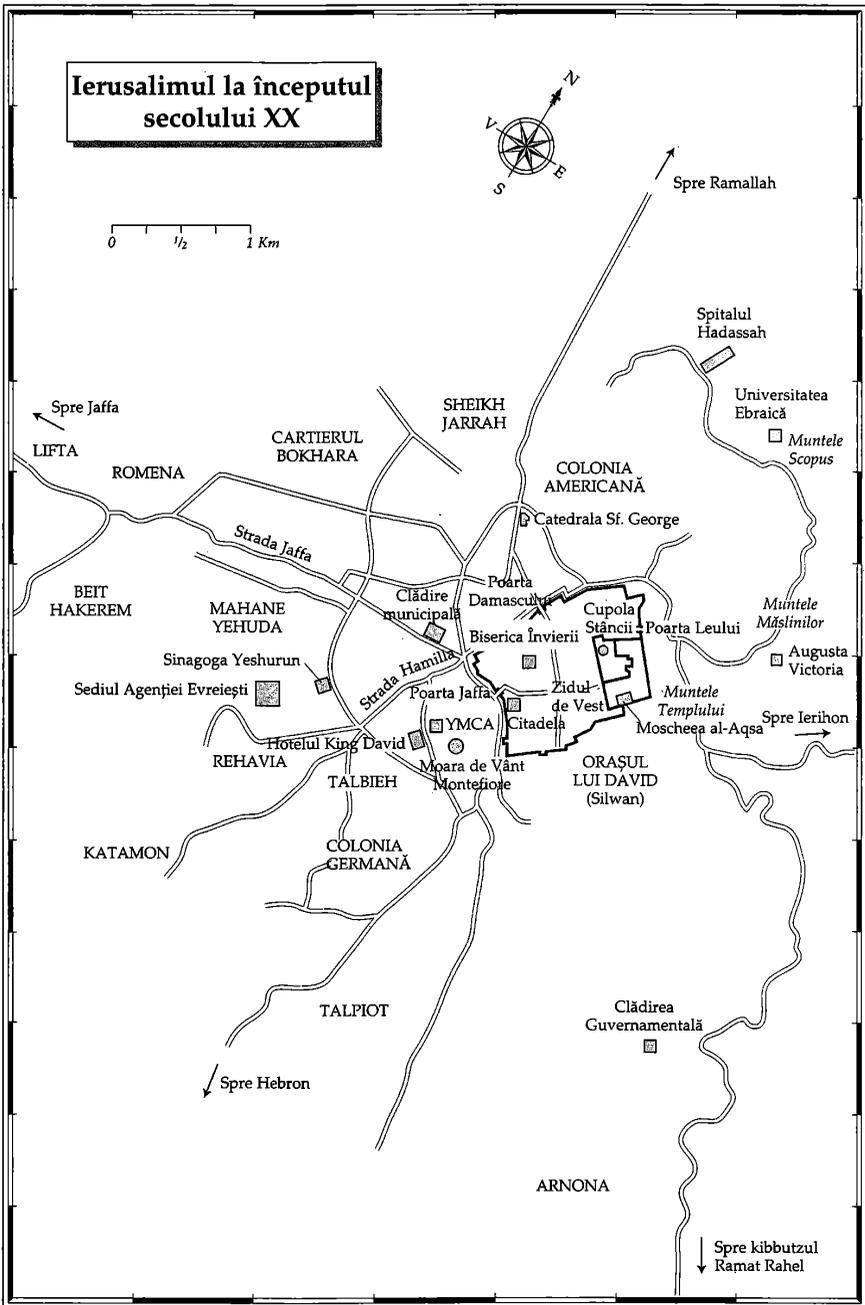 Ierusalimul la începutul
secolului XX
N
V
E
S
0
½
1 Km
Spre Ramallah
Spitalul
Hadassah
Universitatea
Ebraică
Muntele
Scopus
Spre Jaffa
LIFTA
ROMENA
CARTIERUL
BOKHARA
SHEIKH
JARRAH
COLONIA
AMERICANĂ
Catedrala Sf. George
Strada Jaffa
BEIT
HAKEREM
MAHANE
YEHUDA
Clădire
municipală
Poarta
Damascului
Cupola
Stâncii
Poarta Leului
Muntele
Măslinilor
Biserica Învierii
Sinagoga Yeshurun
Sediul Agenției Evreiești
Strada Hamilla
Augusta
Victoria
Poarta Jaffa
Zidul
de Vest
Muntele
Templului
Moscheea al-Aqsa
Spre Ierihon
YMCA
Citadela
REHAVIA
Hotelul King David
Moara de Vânt
Montefiore
TALBIEH
ORAȘUL
LUI DAVID
(Silwan)
KATAMON
COLONIA
GERMANĂ
TALPIOT
Clădirea
Guvernamentală
Spre Hebron
ARNONA
Spre kibbutzul
Ramat Rahel